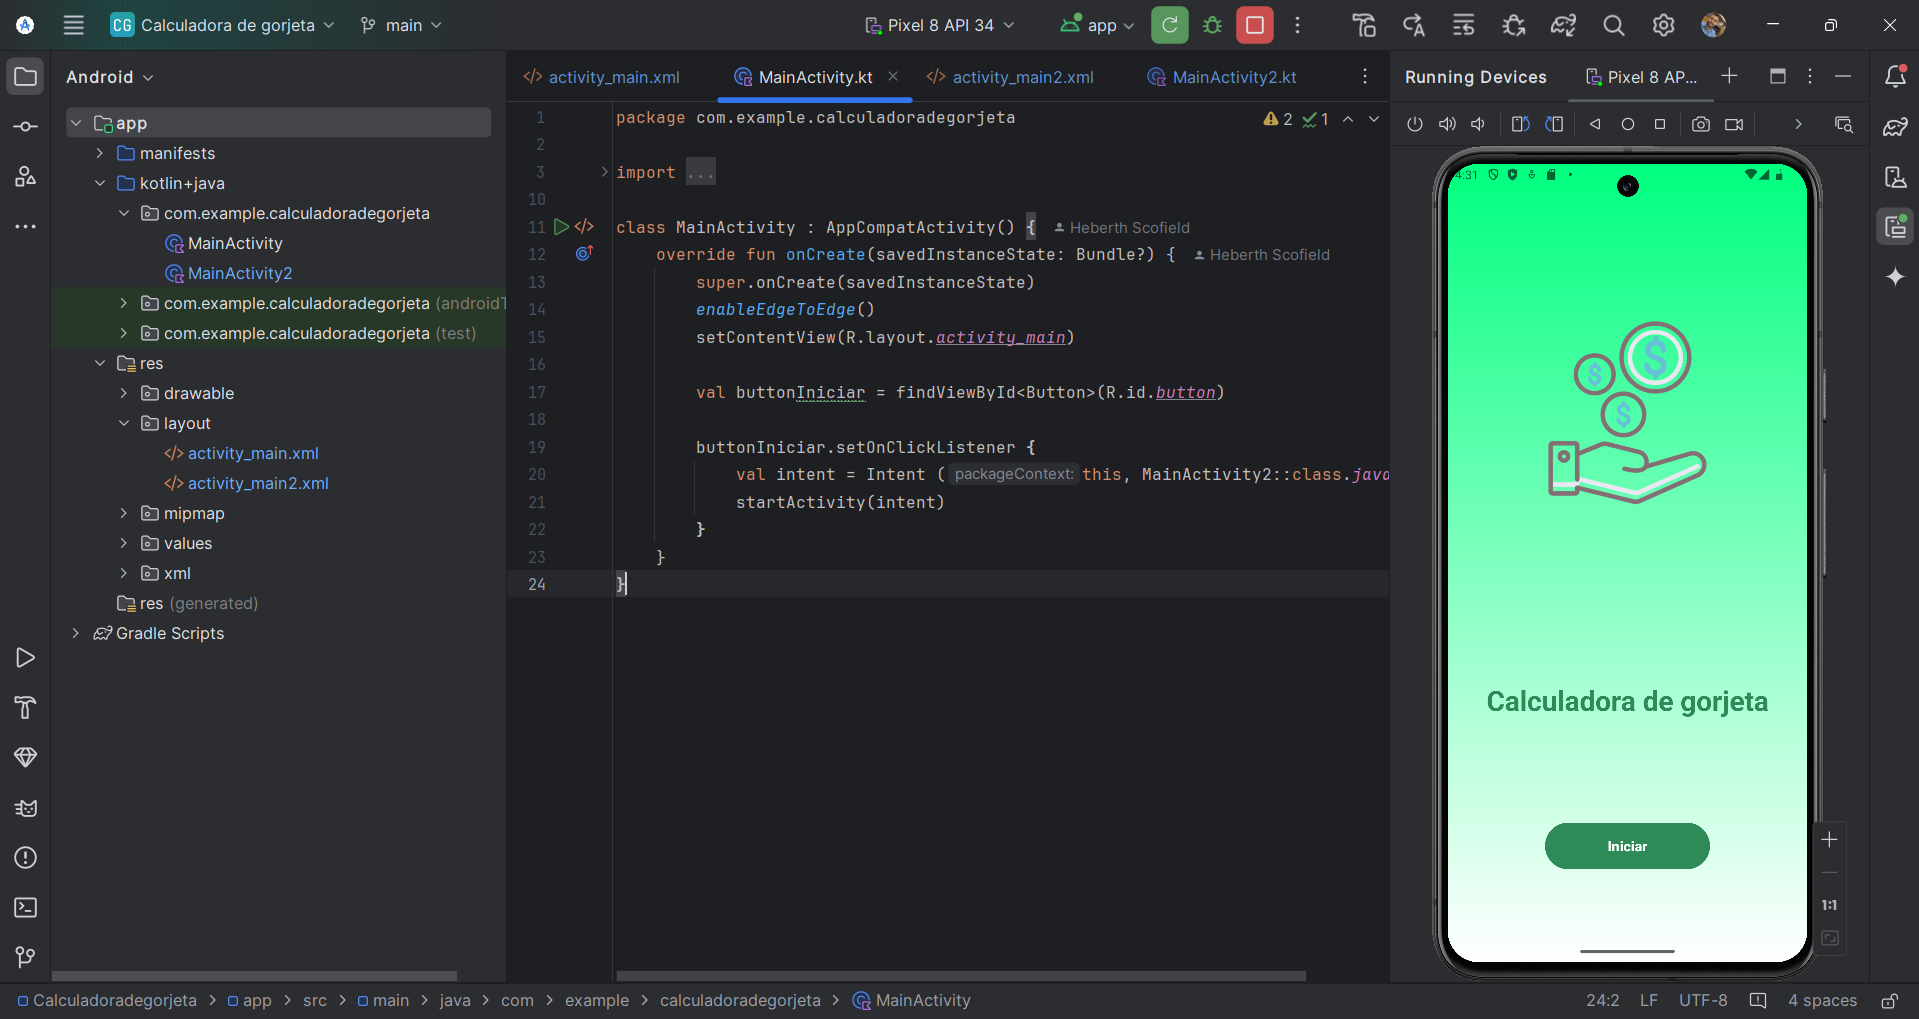 CG Calculadora de gorjeta main Pixel 8 API 34 app
Android
app
manifests
kotlin+java
com.example.calculadoradegorjeta
MainActivity
MainActivity2
com.example.calculadoradegorjeta (androidT
com.example.calculadoradegorjeta (test)
res
drawable
layout
activity_main.xml
activity_main2.xml
mipmap
values
xml
res (generated)
Gradle Scripts
activity_main.xml MainActivity.kt activity_main2.xml MainActivity2.kt
2 1
1 package com.example.calculadoradegorjeta
2
3 import ...
10
11 class MainActivity : AppCompatActivity() { Heberth Scofield
12 override fun onCreate(savedInstanceState: Bundle?) { Heberth Scofield
13 super.onCreate(savedInstanceState)
14 enableEdgeToEdge()
15 setContentView(R.layout.activity_main)
16
17 val buttonIniciar = findViewById<Button>(R.id.button)
18
19 buttonIniciar.setOnClickListener {
20 val intent = Intent ( packageContext: this, MainActivity2::class.java
21 startActivity(intent)
22 }
23 }
24 }
Running Devices Pixel 8 AP...
4:31
Calculadora de gorjeta
Iniciar
1:1
Calculadoradegorjeta > app > src > main > java > com > example > calculadoradegorjeta > MainActivity
24:2 LF UTF-8 4 spaces